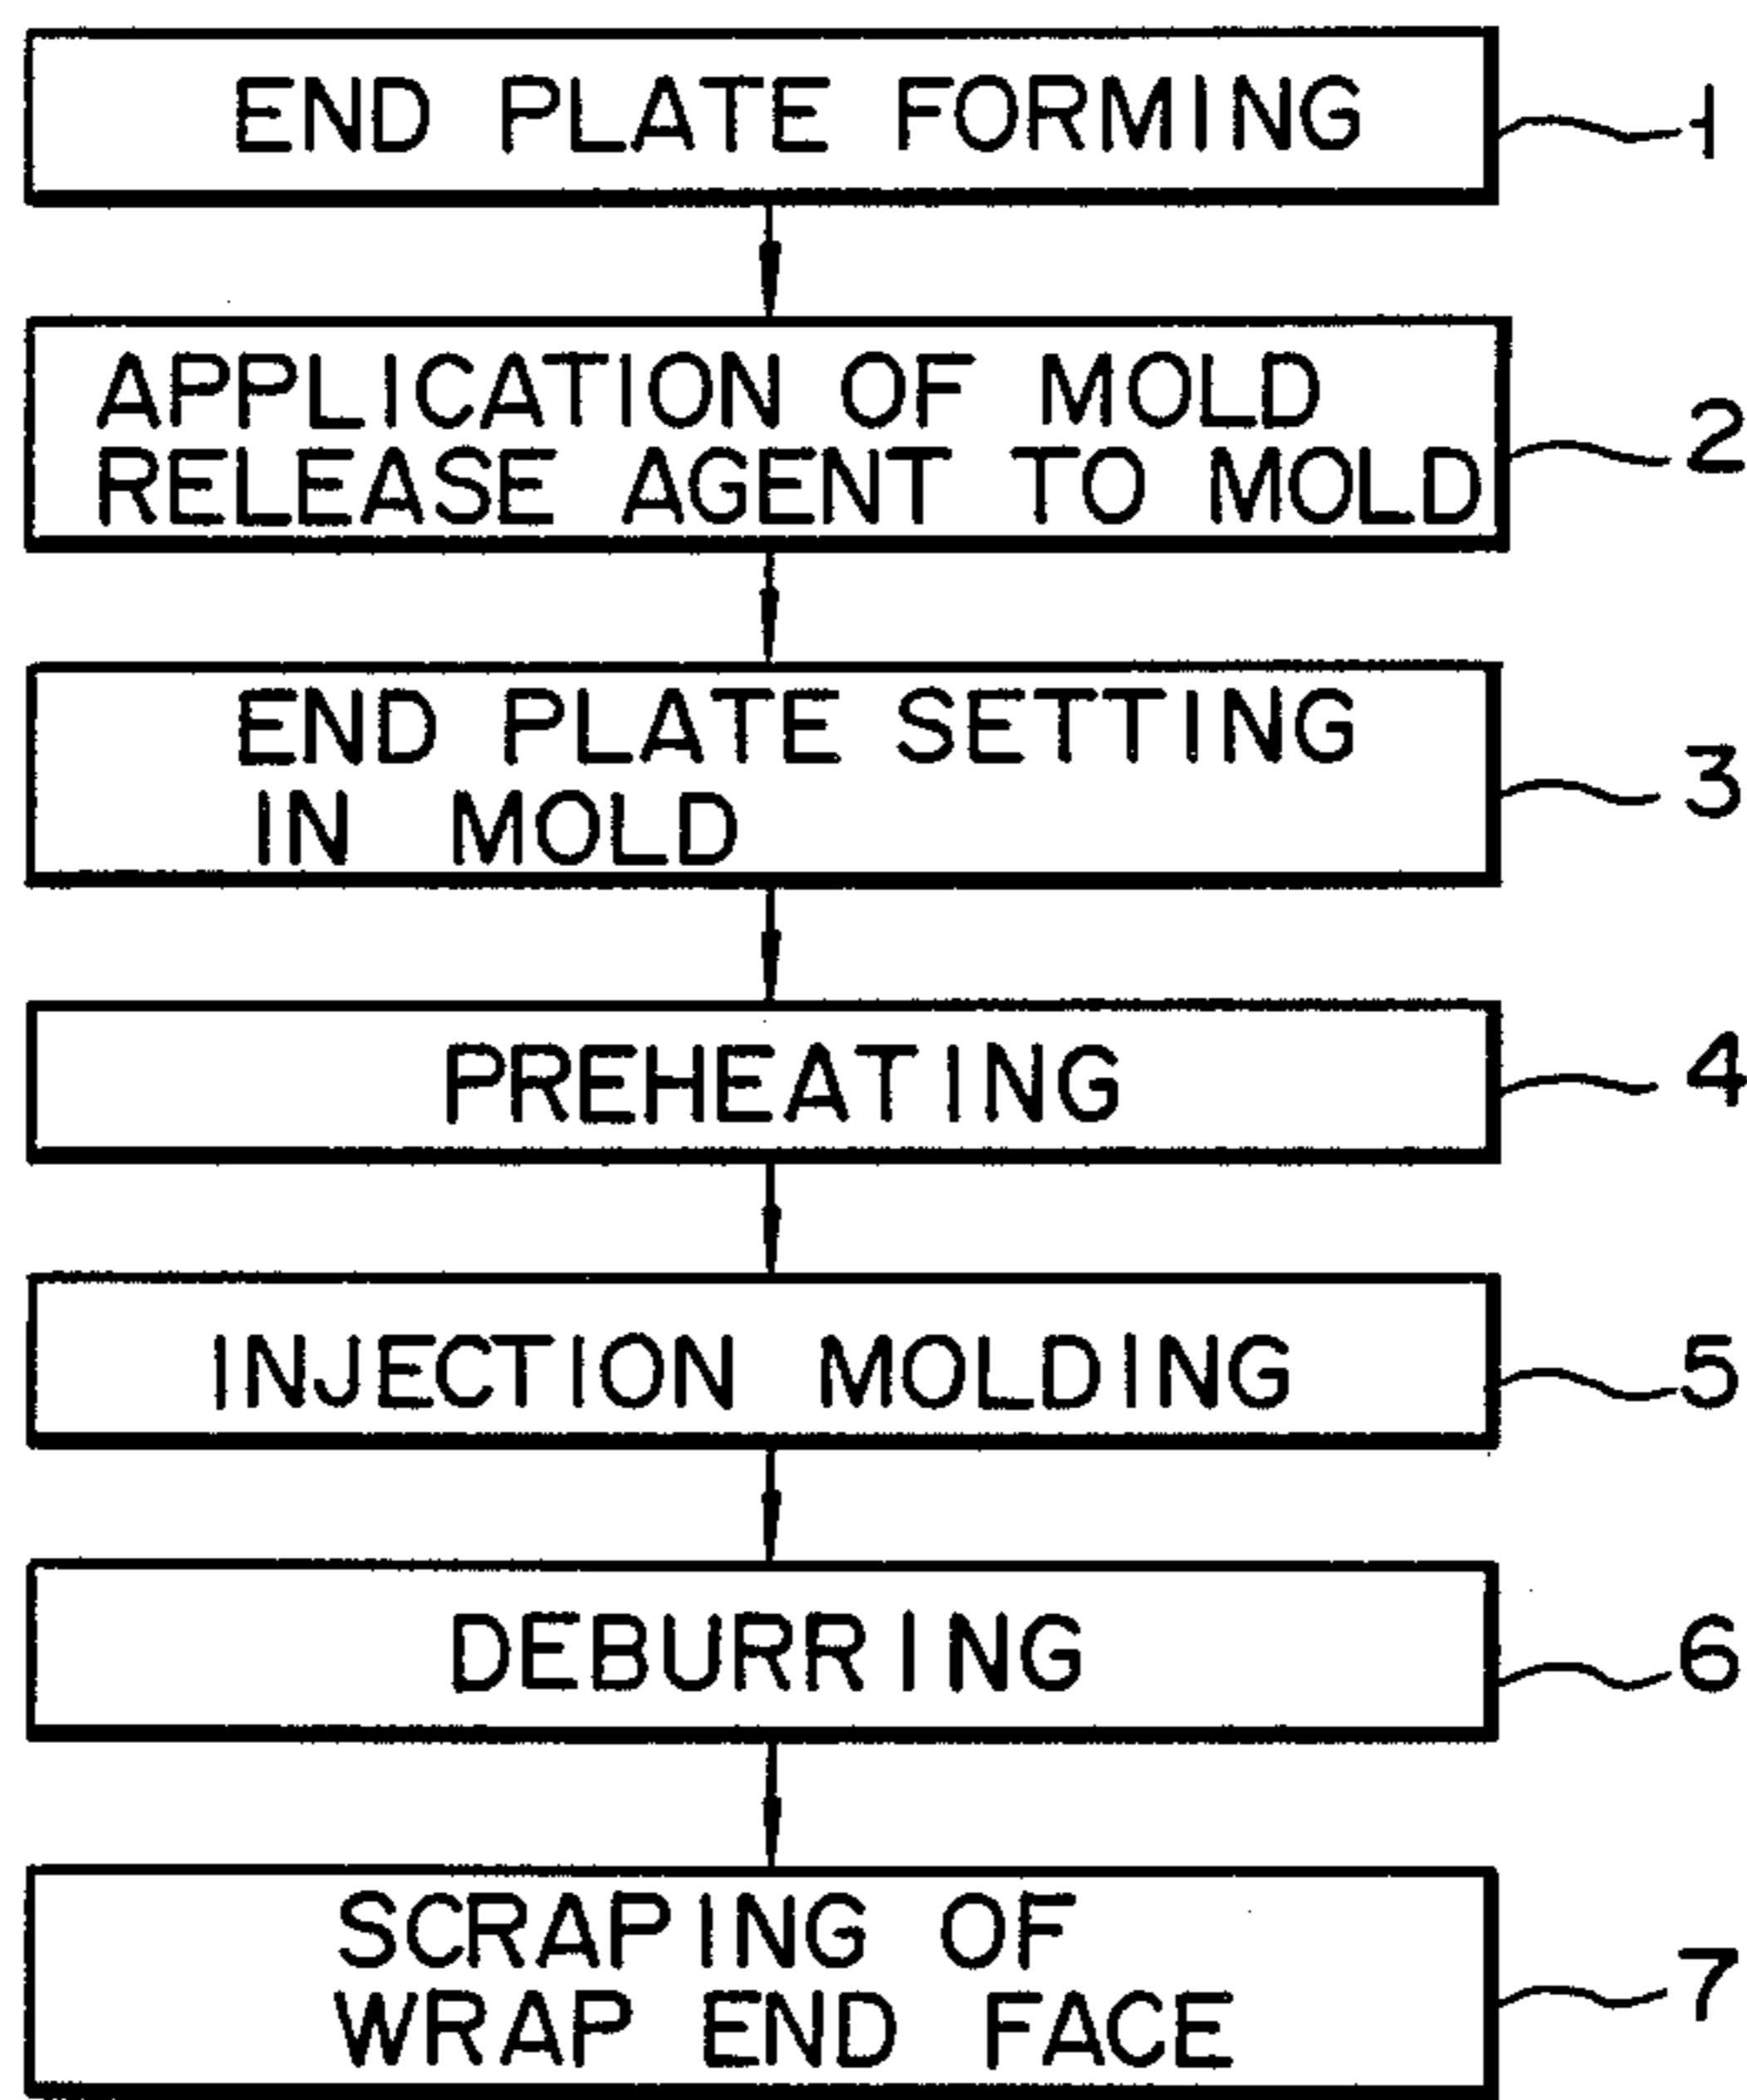 END PLATE FORMING
1
APPLICATION OF MOLD
RELEASE AGENT TO MOLD
2
END PLATE SETTING
IN MOLD
3
PREHEATING
4
INJECTION MOLDING
5
DEBURRING
6
SCRAPING OF
WRAP END FACE
7